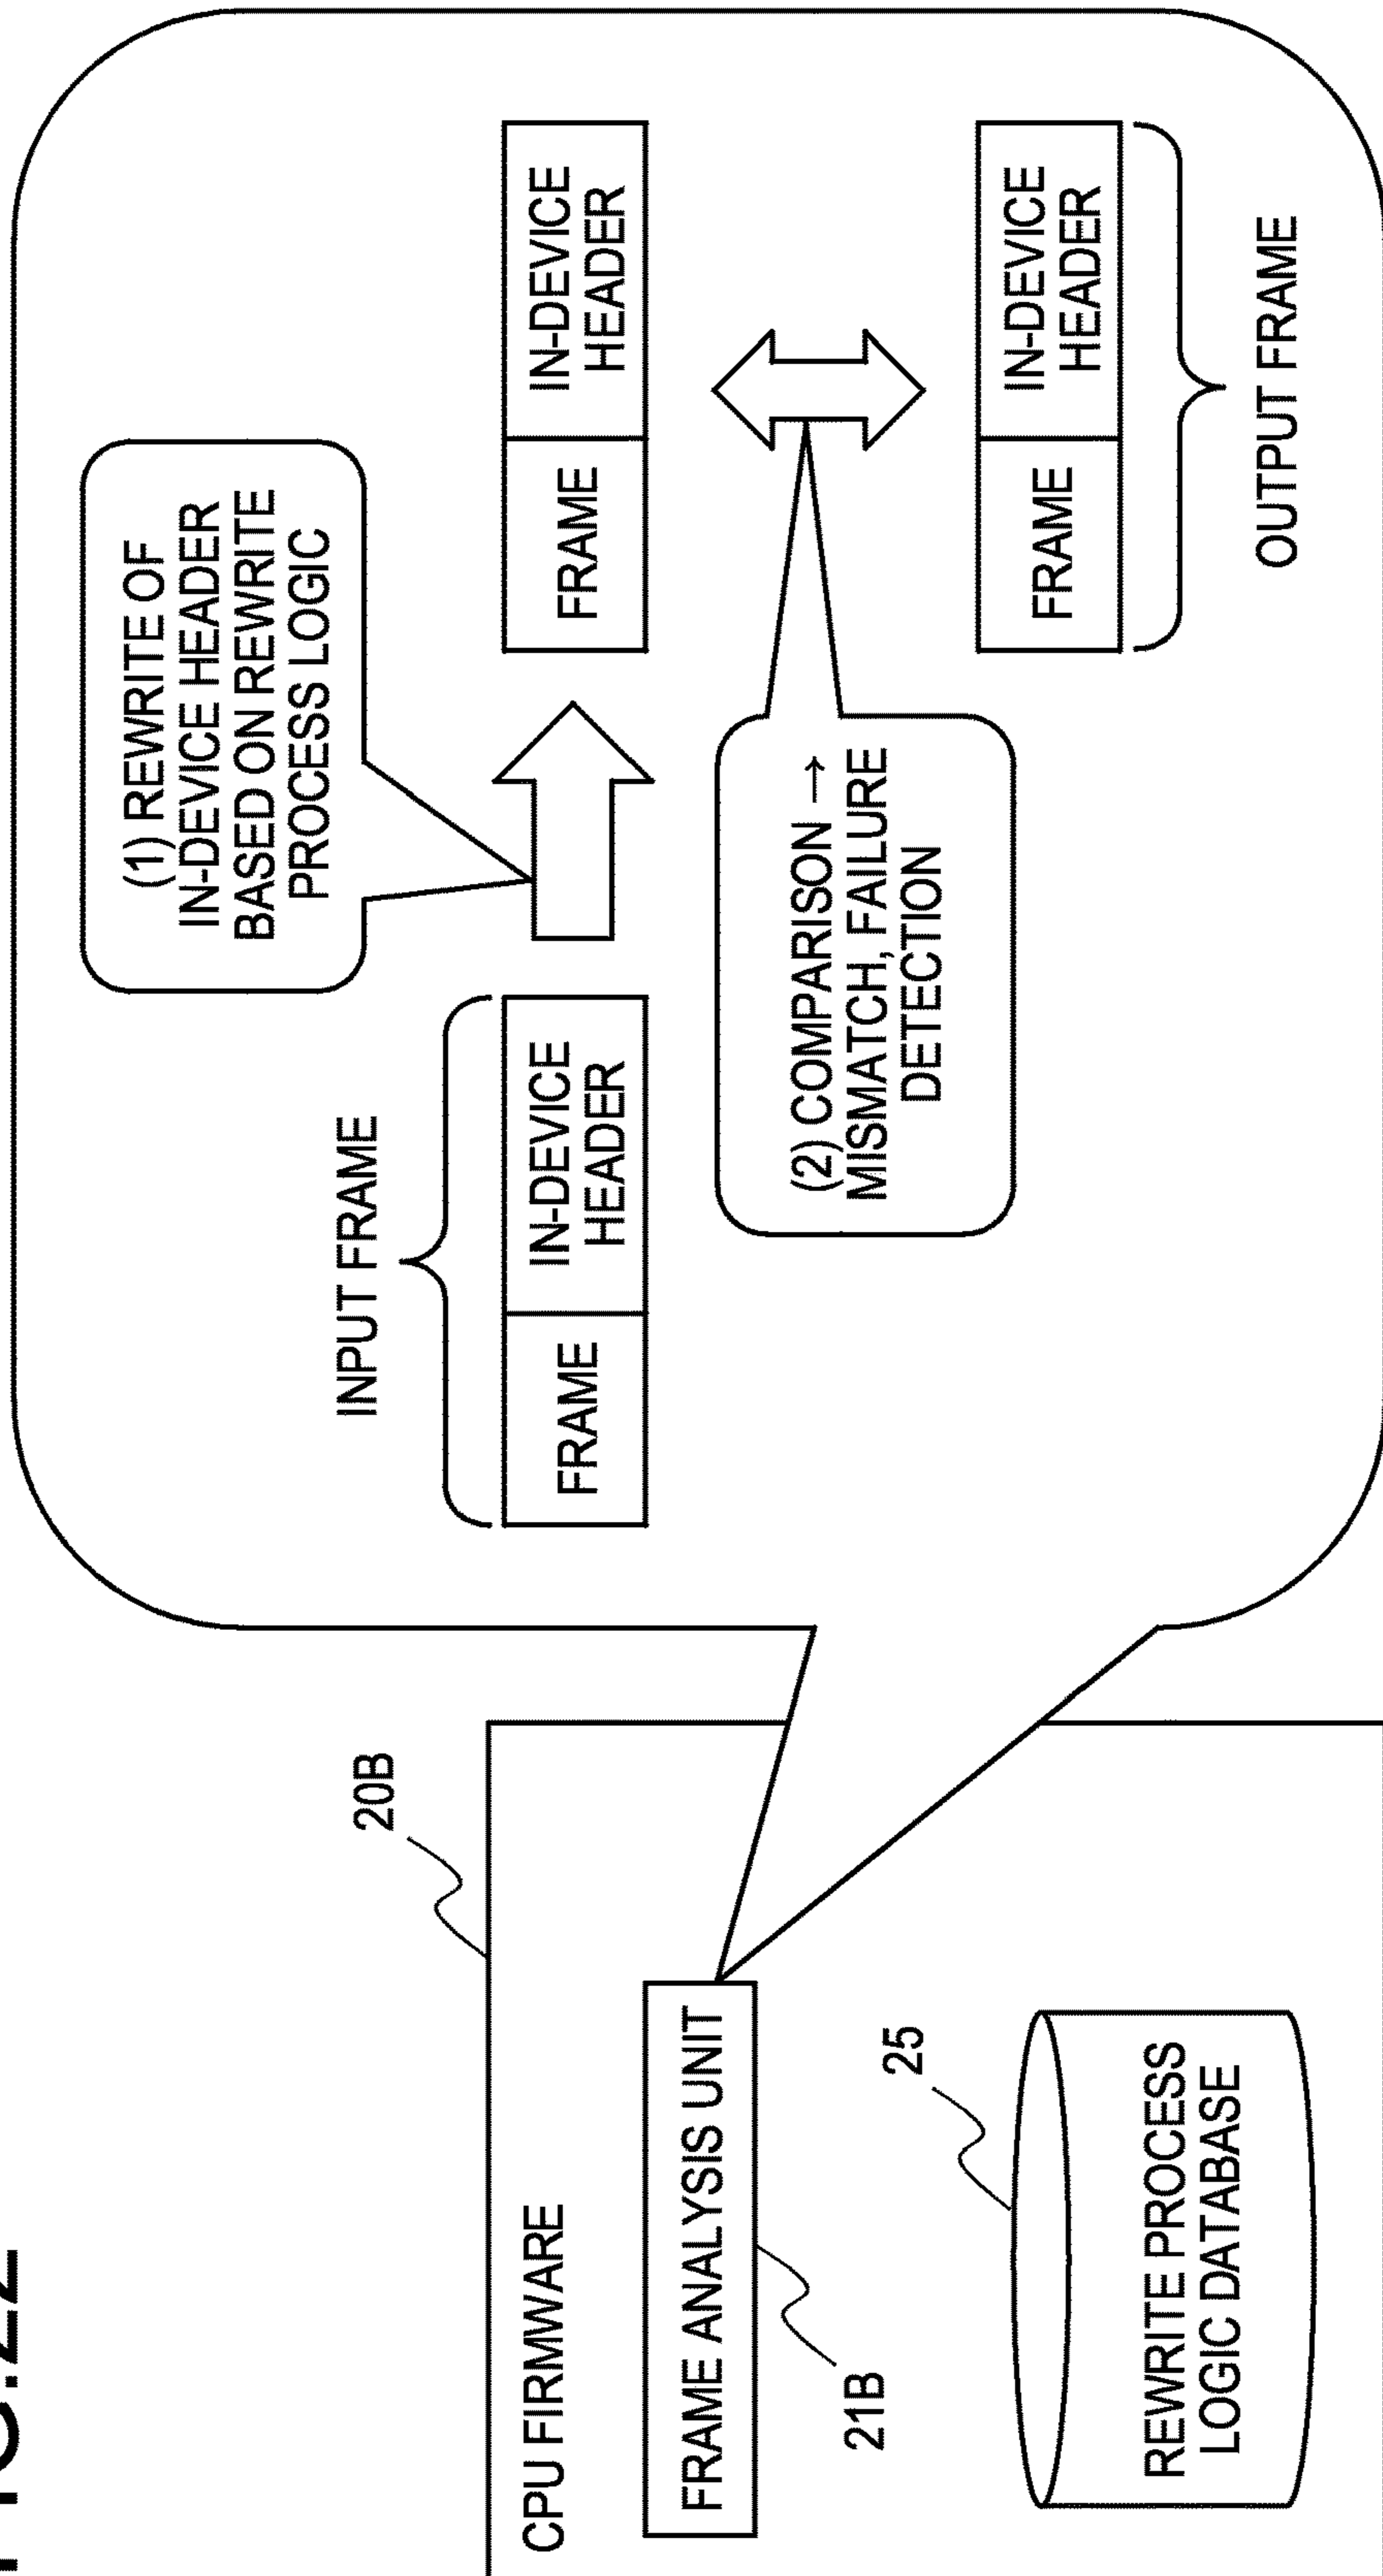 FIG.22
CPU FIRMWARE
20B
FRAME ANALYSIS UNIT
21B
25
REWRITE PROCESS
LOGIC DATABASE
INPUT FRAME
FRAME
IN-DEVICE
HEADER
(1) REWRITE OF
IN-DEVICE HEADER
BASED ON REWRITE
PROCESS LOGIC
FRAME
IN-DEVICE
HEADER
(2) COMPARISON →
MISMATCH, FAILURE
DETECTION
FRAME
IN-DEVICE
HEADER
OUTPUT FRAME